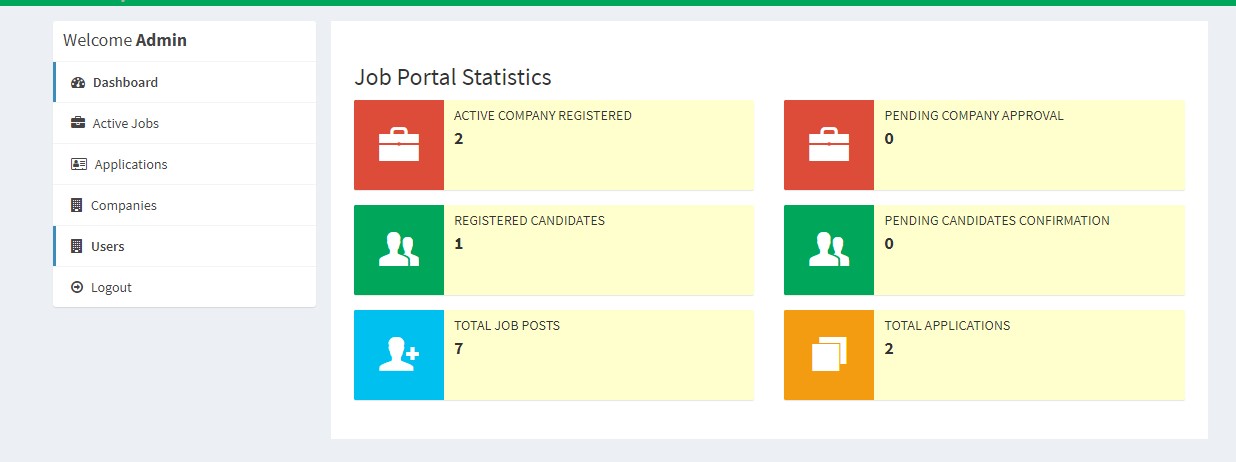 Welcome Admin
Dashboard
Active Jobs
Applications
Companies
Users
Logout
Job Portal Statistics
ACTIVE COMPANY REGISTERED
2
PENDING COMPANY APPROVAL
0
REGISTERED CANDIDATES
1
PENDING CANDIDATES CONFIRMATION
0
TOTAL JOB POSTS
7
TOTAL APPLICATIONS
2